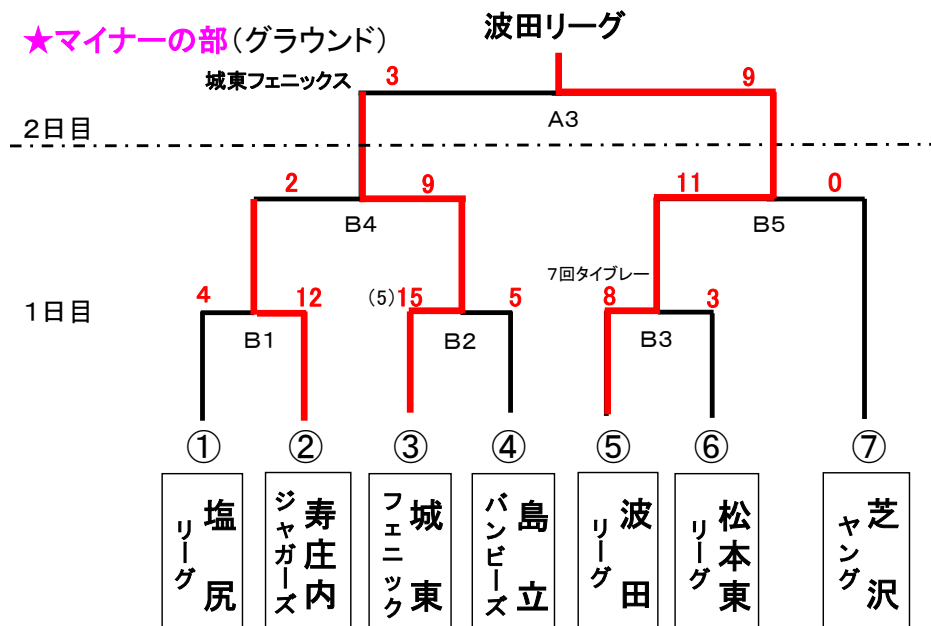 波田リーグ
★マイナーの部(グラウンド)
城東フェニックス
3
9
A3
2日目
2
9
11
0
B4
B5
7回タイブレー
1日目
4
12
(5)15
5
8
3
B1
B2
B3
①
②
③
④
⑤
⑥
⑦
塩尻
リーグ
寿庄内
ジャガーズ
城東
フェニック
島立
バンビーズ
波田
リーグ
松本東
リーグ
芝沢
ヤング